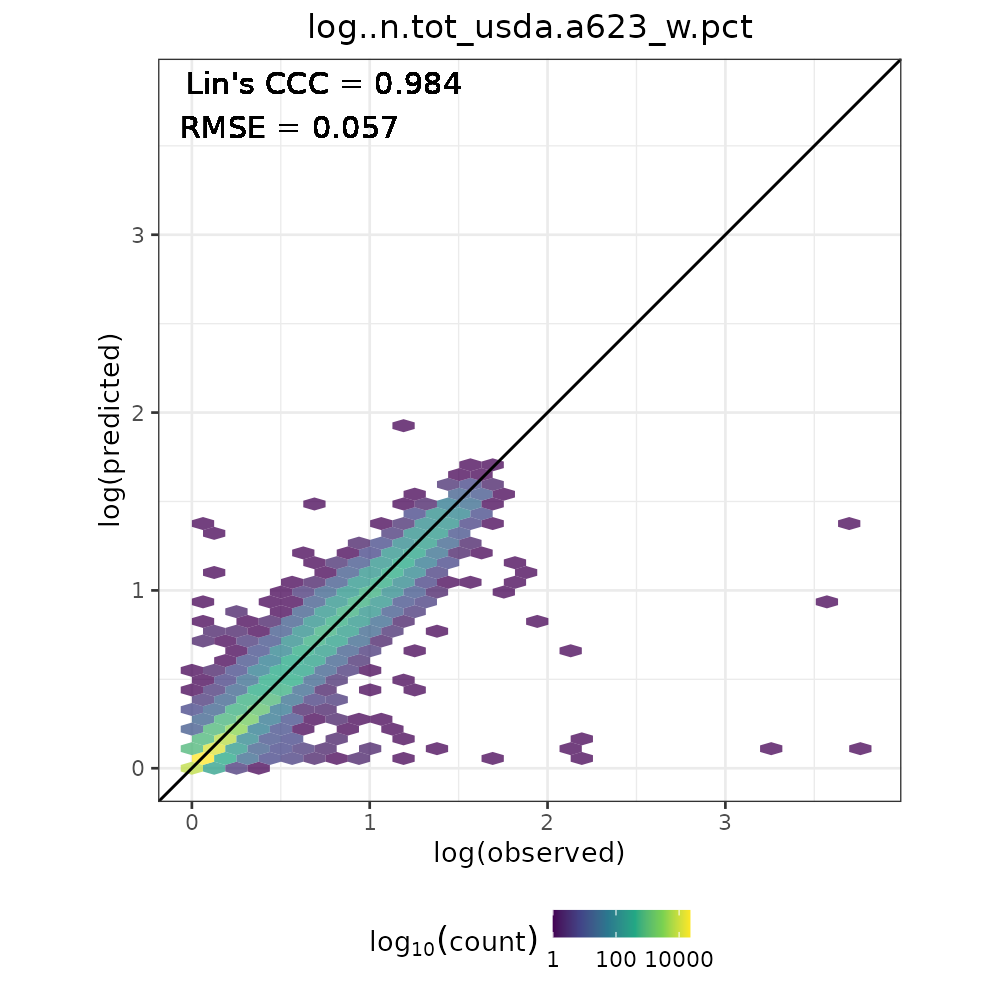 log..n.tot_usda.a623_w.pct
Lin's CCC = 0.984
RMSE = 0.057
log(predicted)
3
2
1
0
0 1 2 3
log(observed)
log₁₀(count)
1 100 10000